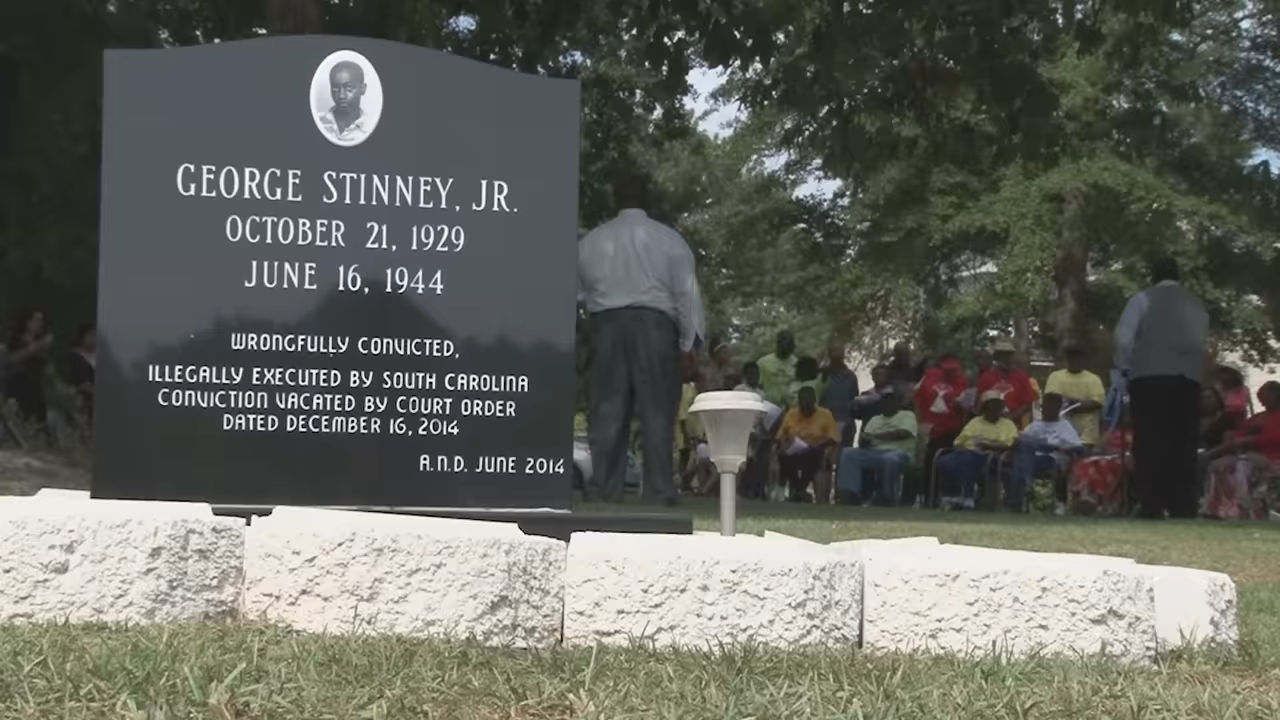 GEORGE STINNEY, JR.
OCTOBER 21, 1929
JUNE 16, 1944
WRONGFULLY CONVICTED,
ILLEGALLY EXECUTED BY SOUTH CAROLINA
CONVICTION VACATED BY COURT ORDER
DATED DECEMBER 16, 2014
A.N.D. JUNE 2014